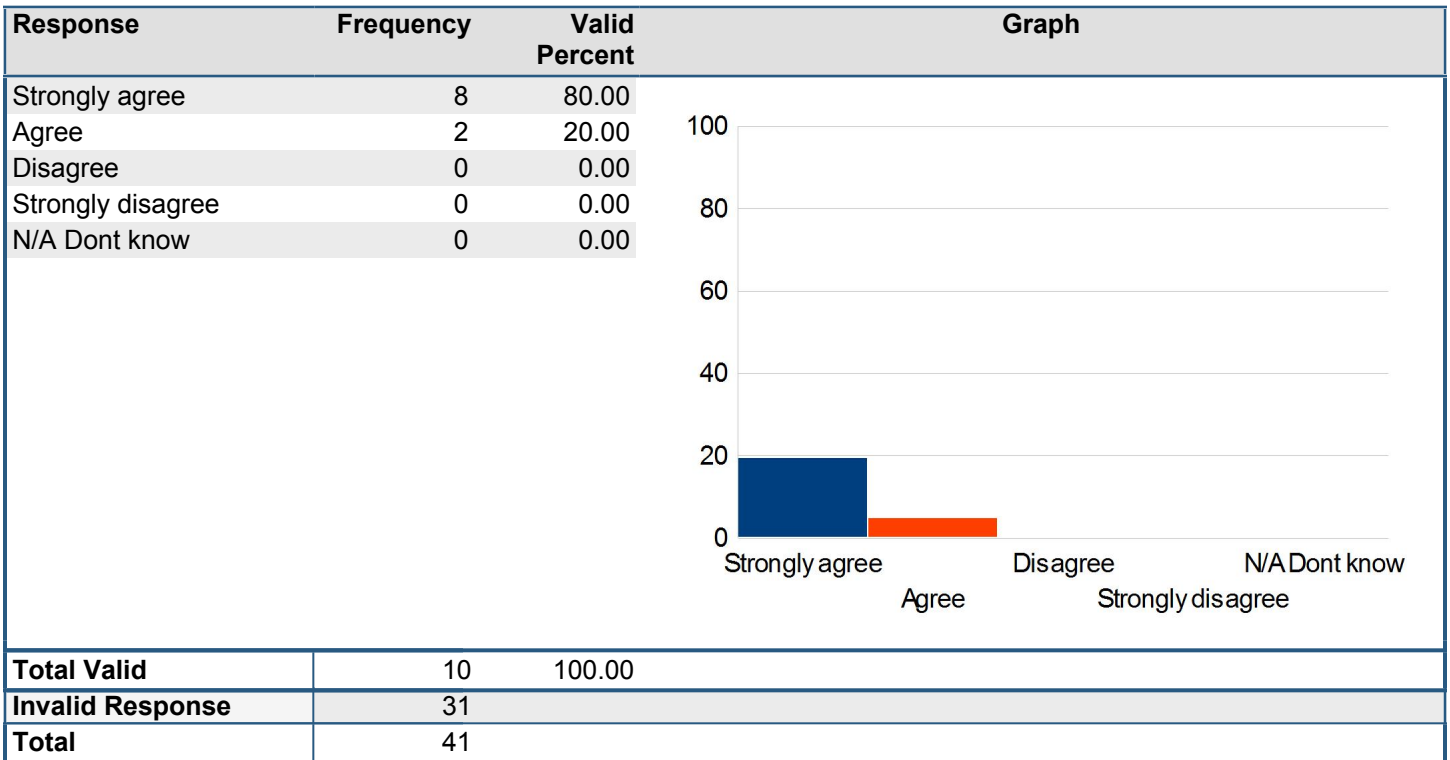 Response Frequency Valid Percent Graph
Strongly agree 8 80.00
Agree 2 20.00
Disagree 0 0.00
Strongly disagree 0 0.00
N/A Dont know 0 0.00
100
80
60
40
20
0
Strongly agree Disagree N/A Dont know
Agree Strongly disagree
Total Valid 10 100.00
Invalid Response 31
Total 41